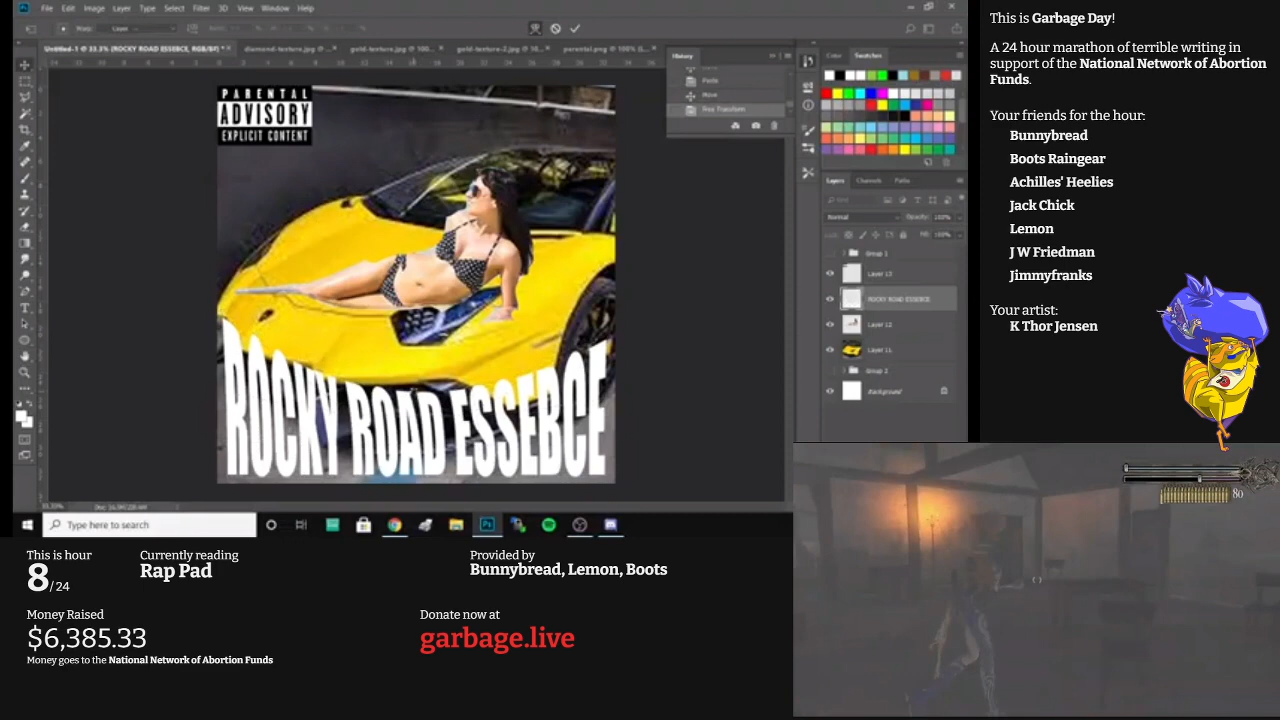 File Edit Image Layer Type Select Filter 3D View Window Help
Untitled-1 @ 33.3% (ROCKY ROAD ESSEBCE, RGB/8#) *
diamond-texture.jpg @ ...
gold-texture.jpg @ 100...
gold-texture-2.jpg @ 10...
parental.png @ 100% (L...
History
Paste
Move
Free Transform
Color Swatches
Layers Channels Paths
Normal Opacity: 100%
Fill: 100%
Group 1
Layer 13
ROCKY ROAD ESSEBCE
Layer 12
Layer 11
Group 2
Background
PARENTAL
ADVISORY
EXPLICIT CONTENT
ROCKY ROAD ESSEBCE
Type here to search
This is Garbage Day!
A 24 hour marathon of terrible writing in
support of the National Network of Abortion
Funds.
Your friends for the hour:
Bunnybread
Boots Raingear
Achilles' Heelies
Jack Chick
Lemon
J W Friedman
Jimmyfranks
Your artist:
K Thor Jensen
80
This is hour
8/24
Currently reading
Rap Pad
Provided by
Bunnybread, Lemon, Boots
Money Raised
$6,385.33
Money goes to the National Network of Abortion Funds
Donate now at
garbage.live